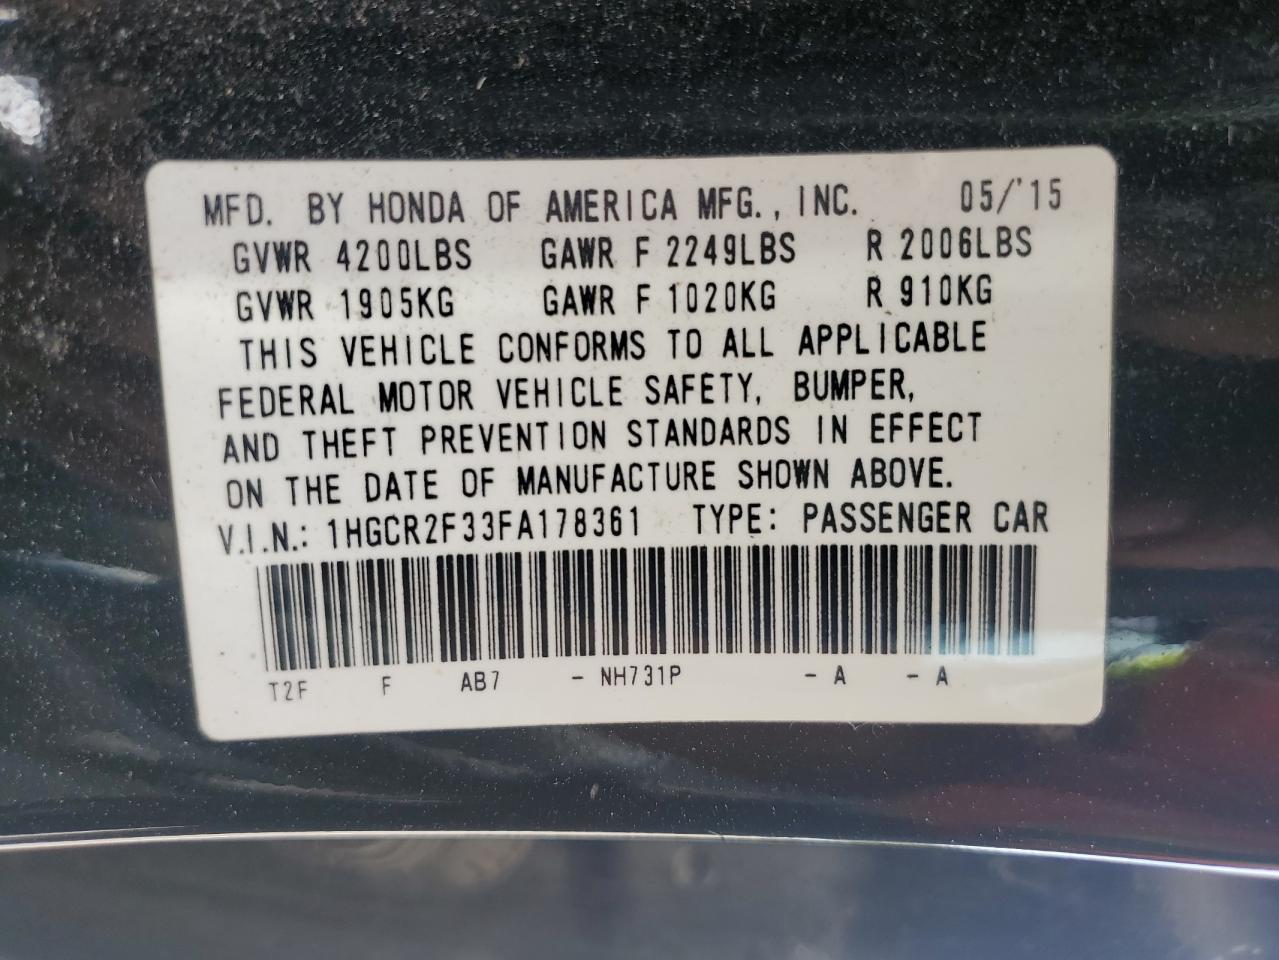 MFD. BY HONDA OF AMERICA MFG., INC. 05/'15
GVWR 4200LBS GAWR F 2249LBS R 2006LBS
GVWR 1905KG GAWR F 1020KG R 910KG
THIS VEHICLE CONFORMS TO ALL APPLICABLE
FEDERAL MOTOR VEHICLE SAFETY, BUMPER,
AND THEFT PREVENTION STANDARDS IN EFFECT
ON THE DATE OF MANUFACTURE SHOWN ABOVE.
V.I.N.: 1HGCR2F33FA178361 TYPE: PASSENGER CAR
T2F F AB7 - NH731P - A - A